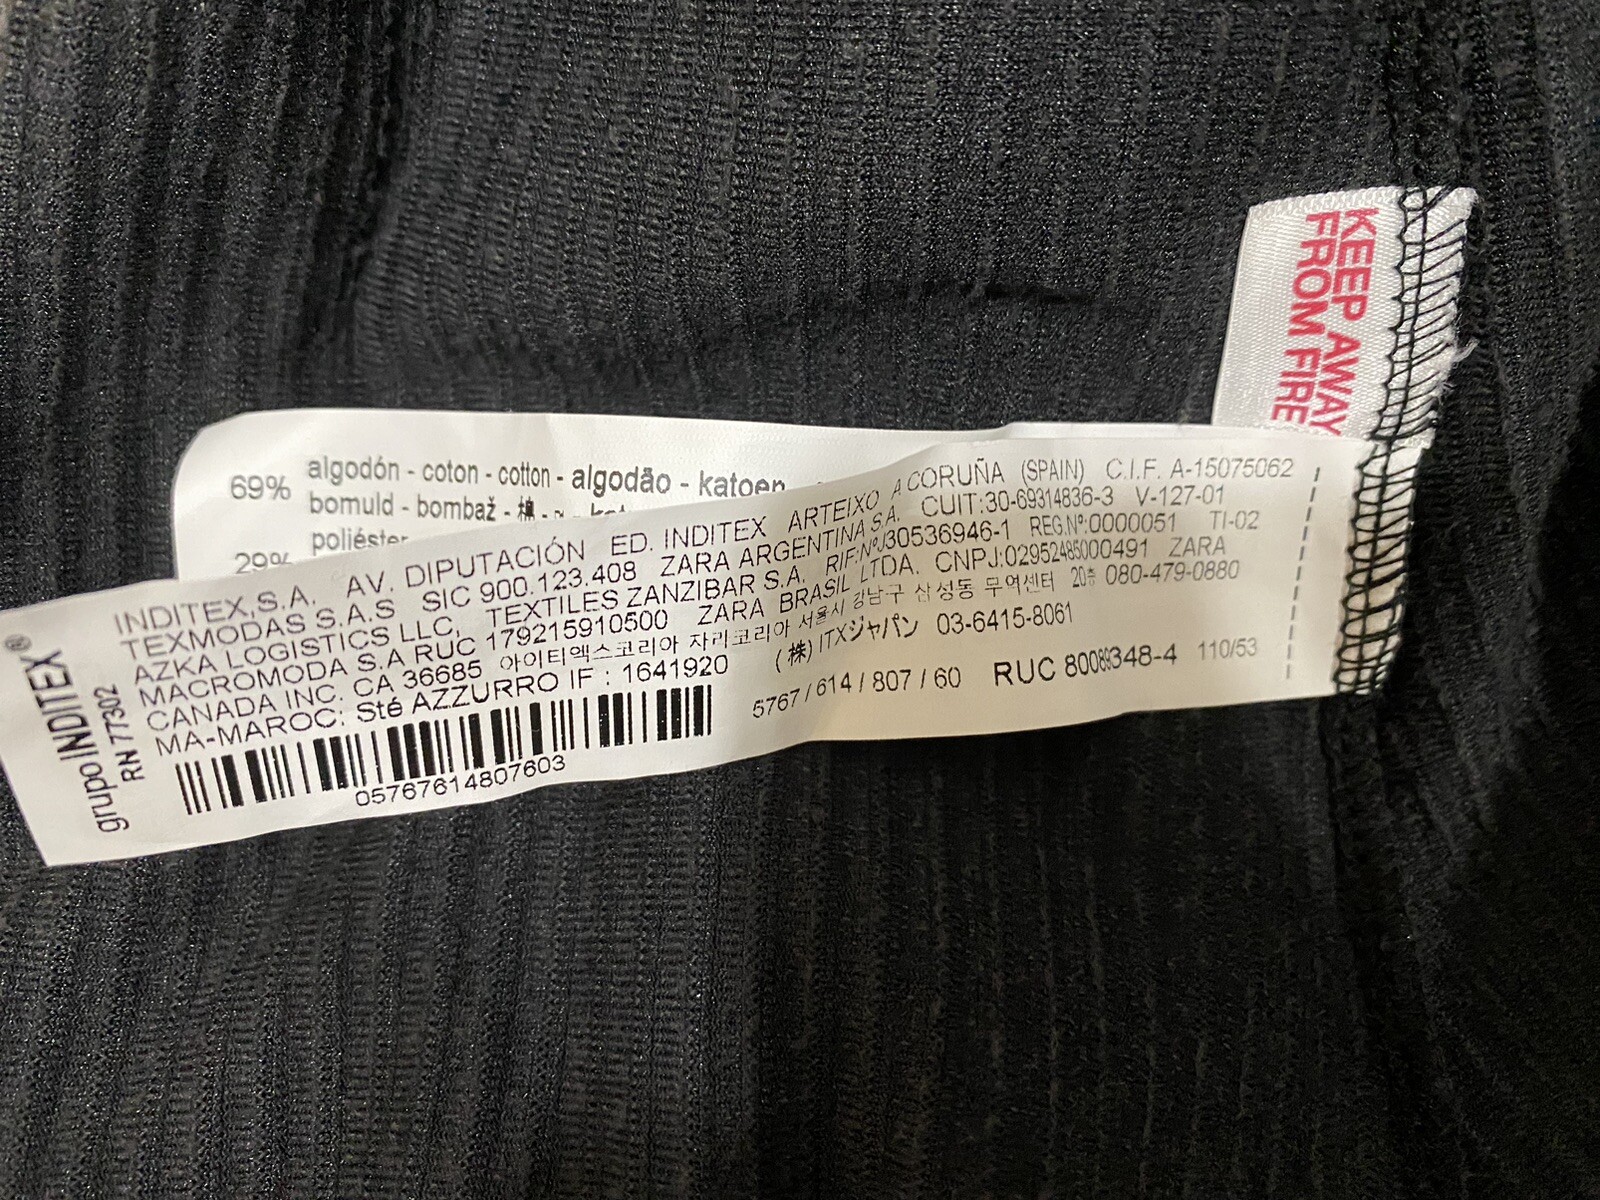 KEEP AWAY
FROM FIRE
69% algodón - coton - cotton - algodão - katoen
bomuld - bombaž - 棉 -
29% poliéster
INDITEX,S.A. AV. DIPUTACIÓN ED. INDITEX ARTEIXO A CORUÑA (SPAIN) C.I.F. A-15075062
TEXMODAS S.A.S SIC 900.123.408 ZARA ARGENTINA S.A. CUIT:30-69314836-3 V-127-01
AZKA LOGISTICS LLC, TEXTILES ZANZIBAR S.A. RIF:Nº:J30536946-1 REG.Nº:0000051 TI-02
MACROMODA S.A RUC 179215910500 ZARA BRASIL LTDA. CNPJ:02952485000491 ZARA
CANADA INC. CA 36685 아이티엑스코리아 자라코리아 서울시 강남구 삼성동 무역센터 20층 080-479-0880
MA-MAROC: Sté AZZURRO IF : 1641920 (株) ITXジャパン 03-6415-8061
5767/614/807/60 RUC 80089348-4 110/53
05767614807603
grupo INDITEX®
RN 77302